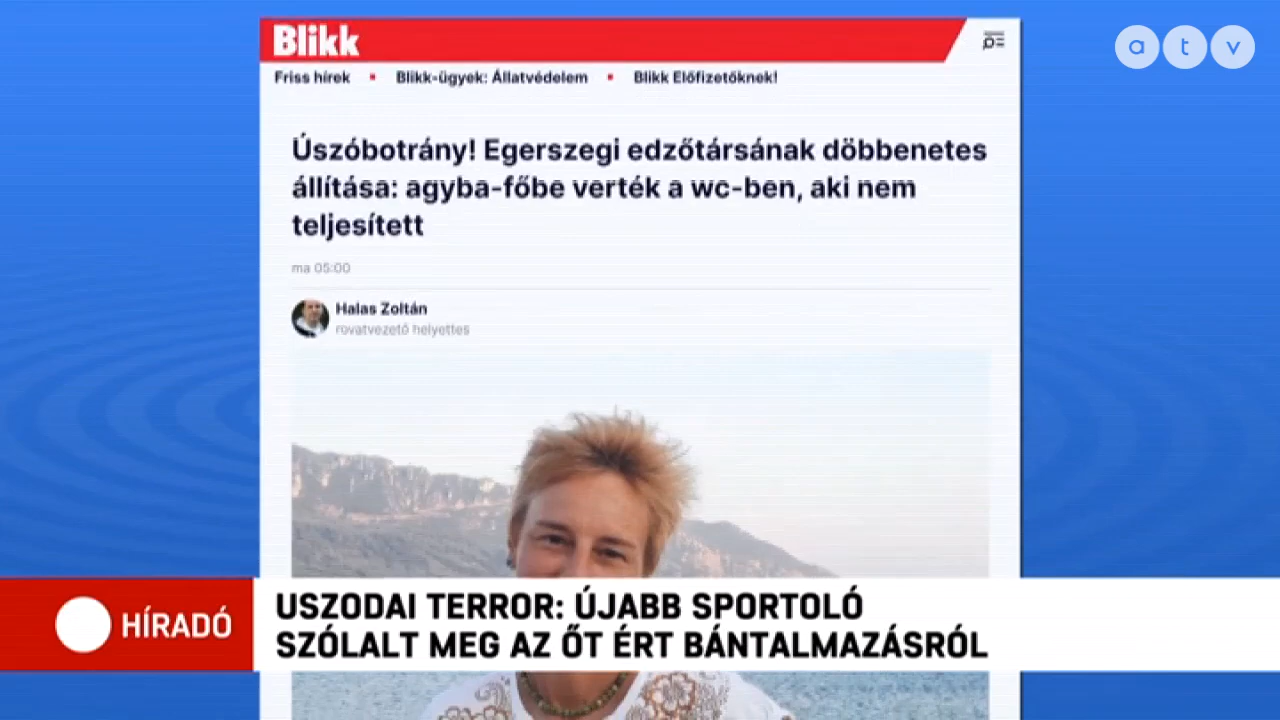 Blikk
a t v
Friss hírek • Blikk-ügyek: Állatvédelem • Blikk Előfizetőknek!
Úszóbotrány! Egerszegi edzőtársának döbbenetes
állítása: agyba-főbe verték a wc-ben, aki nem
teljesített
ma 05:00
Halas Zoltán
rovatvezető helyettes
HÍRADÓ
USZODAI TERROR: ÚJABB SPORTOLÓ
SZÓLALT MEG AZ ŐT ÉRT BÁNTALMAZÁSRÓL